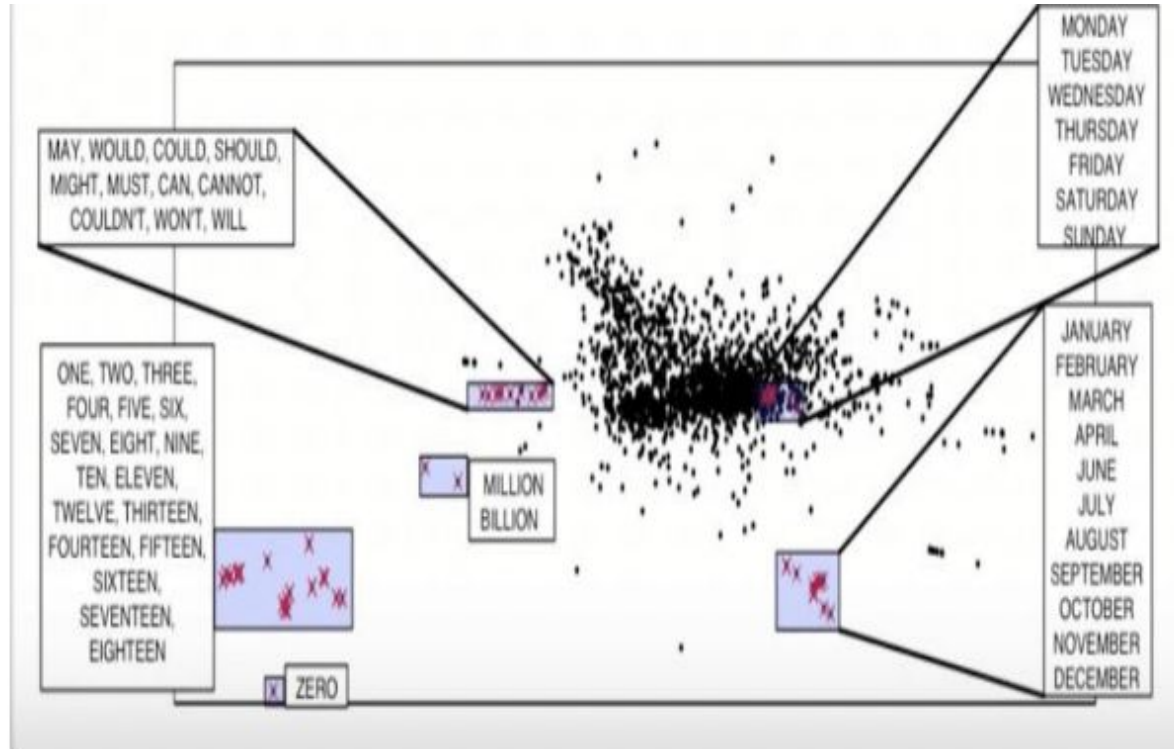 MAY, WOULD, COULD, SHOULD,
MIGHT, MUST, CAN, CANNOT,
COULDN'T, WON'T, WILL
MONDAY
TUESDAY
WEDNESDAY
THURSDAY
FRIDAY
SATURDAY
SUNDAY
ONE, TWO, THREE,
FOUR, FIVE, SIX,
SEVEN, EIGHT, NINE,
TEN, ELEVEN,
TWELVE, THIRTEEN,
FOURTEEN, FIFTEEN,
SIXTEEN,
SEVENTEEN,
EIGHTEEN
MILLION
BILLION
ZERO
JANUARY
FEBRUARY
MARCH
APRIL
JUNE
JULY
AUGUST
SEPTEMBER
OCTOBER
NOVEMBER
DECEMBER